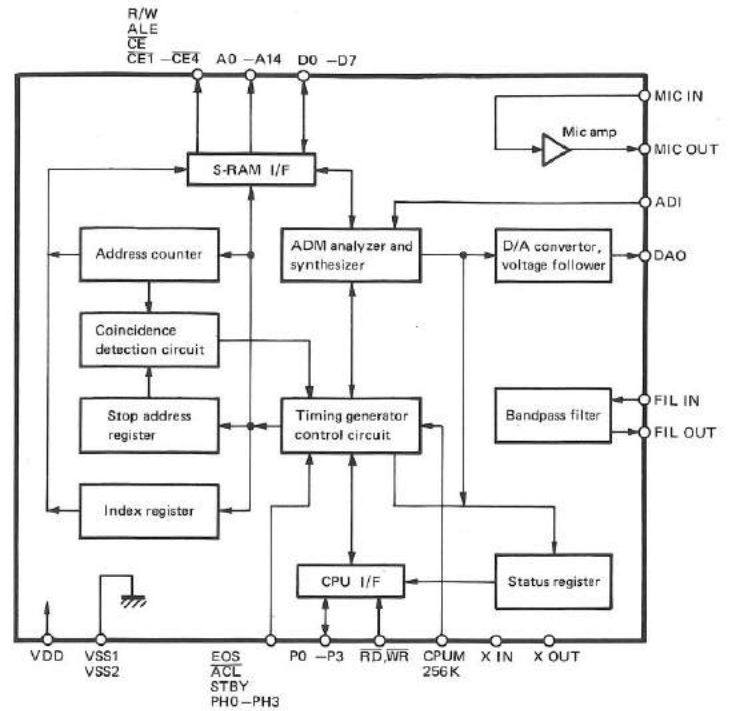 R/W
ALE
CE
CE1 – CE4 A0 – A14 D0 – D7
MIC IN
Mic amp
MIC OUT
S-RAM I/F
ADI
Address counter
ADM analyzer and
synthesizer
D/A convertor,
voltage follower
DAO
Coincidence
detection circuit
Stop address
register
Timing generator
control circuit
Bandpass filter
FIL IN
FIL OUT
Index register
CPU I/F
Status register
VDD
VSS1
VSS2
EOS
ACL
STBY
PH0–PH3
P0 – P3
RD, WR
CPUM
256K
X IN
X OUT